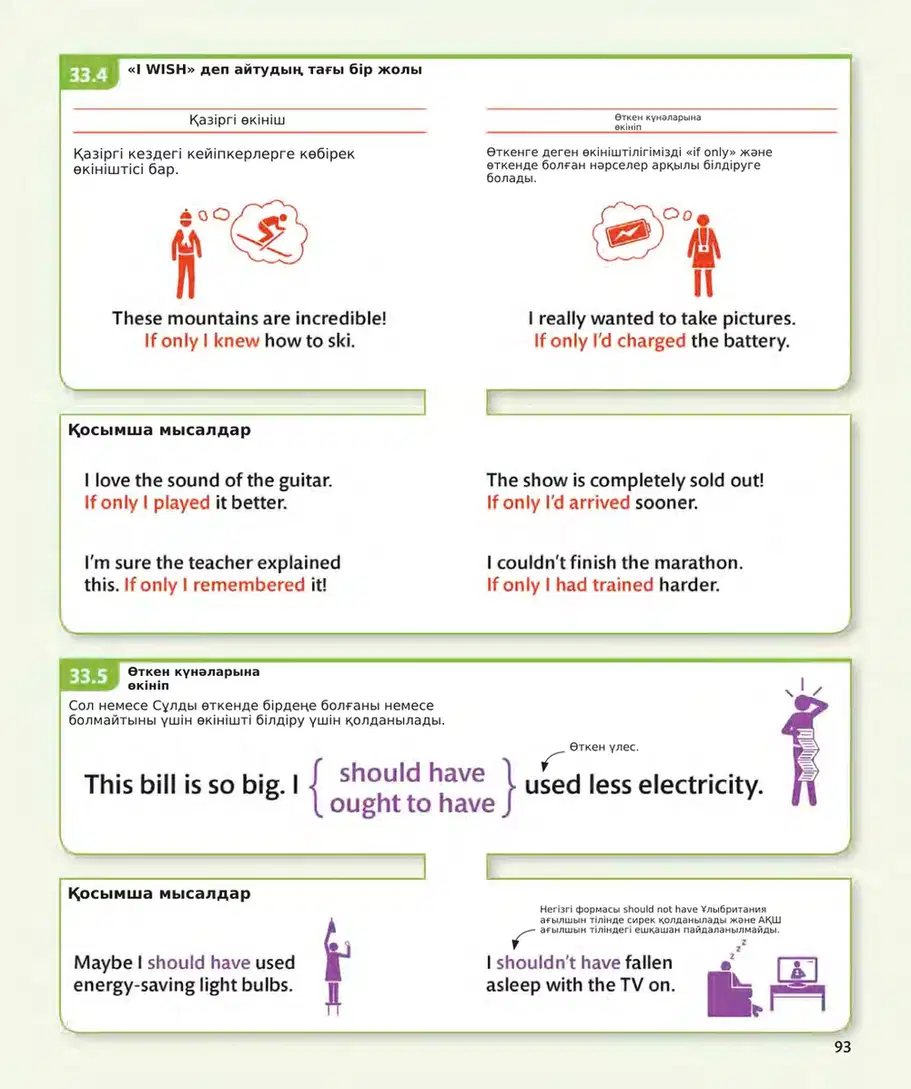 33.4
«I WISH» деп айтудың тағы бір жолы
Қазіргі өкініш
Қазіргі кездегі кейіпкерлерге көбірек
өкініштісі бар.
These mountains are incredible!
If only I knew how to ski.
Өткен күнәларына
өкініп
Өткенге деген өкініштілігімізді «if only» және
өткенде болған нәрселер арқылы білдіруге
болады.
I really wanted to take pictures.
If only I'd charged the battery.
Қосымша мысалдар
I love the sound of the guitar.
If only I played it better.
I'm sure the teacher explained
this. If only I remembered it!
The show is completely sold out!
If only I'd arrived sooner.
I couldn't finish the marathon.
If only I had trained harder.
33.5
Өткен күнәларына
өкініп
Сол немесе Сұлды өткенде бірдеңе болғаны немесе
болмайтыны үшін өкінішті білдіру үшін қолданылады.
Өткен үлес.
This bill is so big. I { should have
ought to have } used less electricity.
Қосымша мысалдар
Maybe I should have used
energy-saving light bulbs.
Негізгі формасы should not have Ұлыбритания
ағылшын тілінде сирек қолданылады және АҚШ
ағылшын тіліндегі ешқашан пайдаланылмайды.
I shouldn't have fallen
asleep with the TV on.
z z z
93